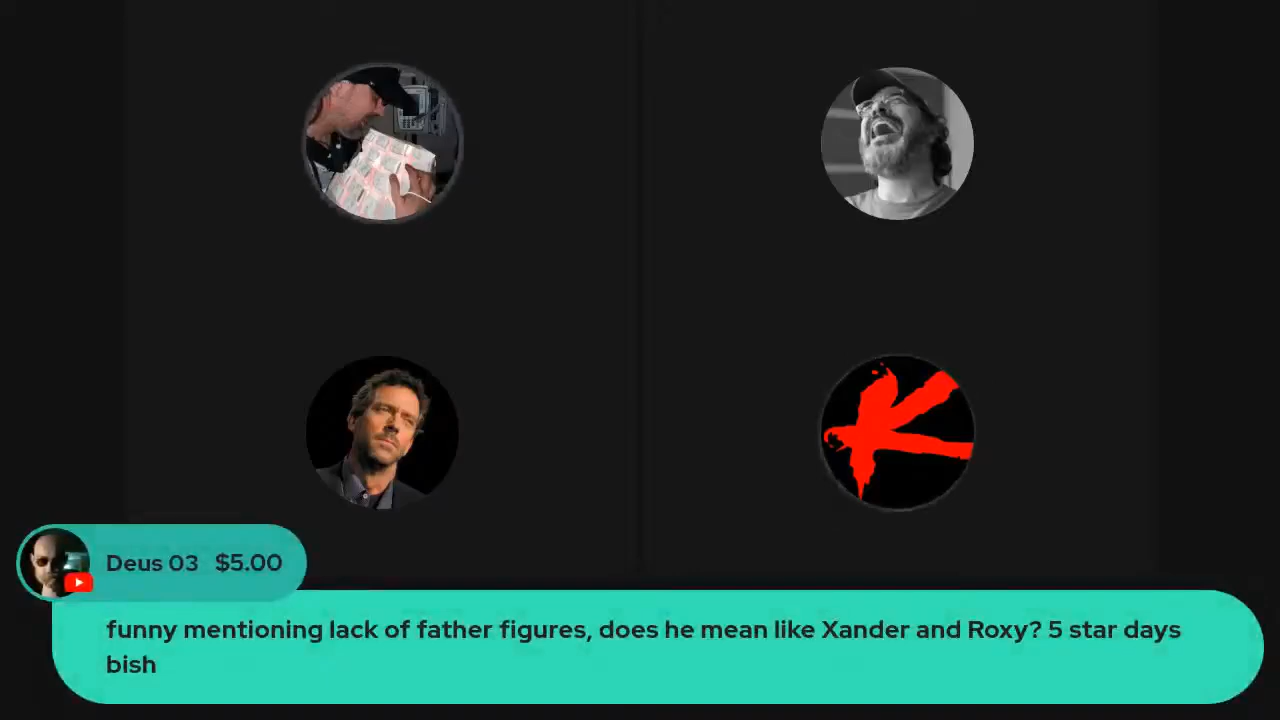 Deus 03 $5.00
funny mentioning lack of father figures, does he mean like Xander and Roxy? 5 star days
bish